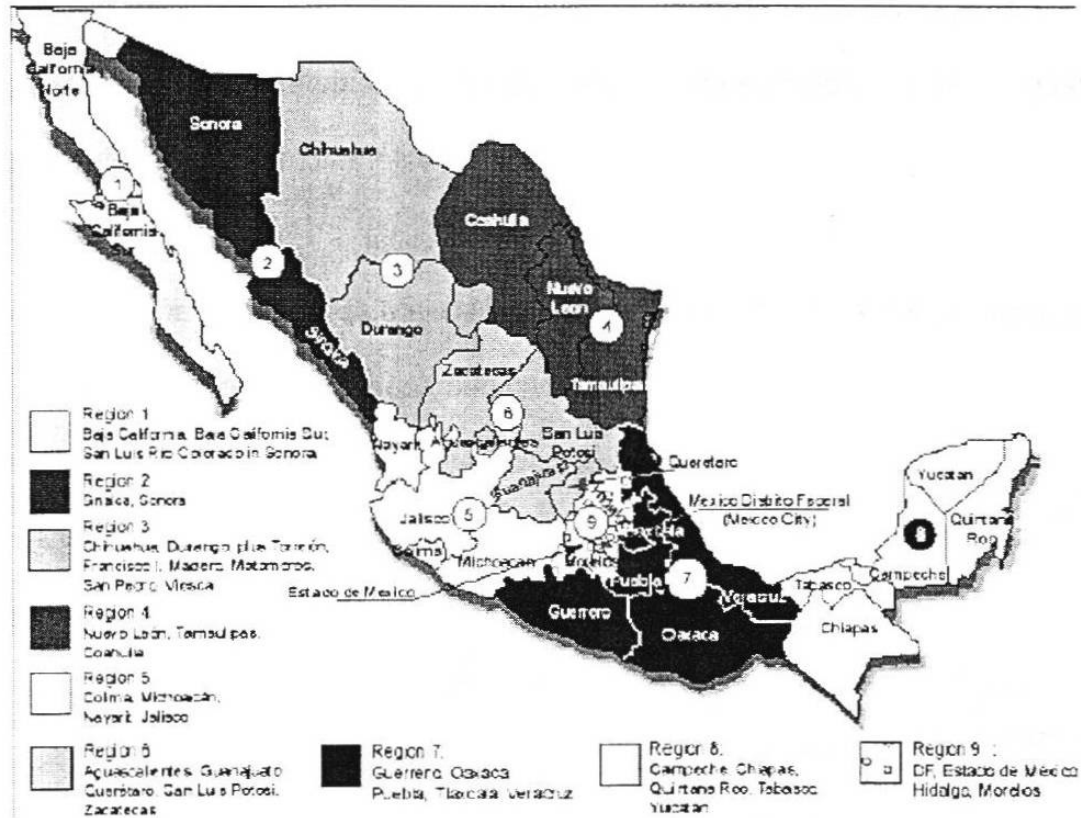 Baja
California
Norte
Sonora
Chihuahua
Coahuila
1
Baja
California
Sur
2
3
Nuevo
Leon
4
Durango
Sinaloa
Zacatecas
Tamaulipas
6
Nayarit
Aguascalientes
San Luis
Potosi
Guanajuato
Querétaro
Mexico Distrito Federal
(Mexico City)
Yucatan
Quintana
Roo
8
Campeche
Jalisco
5
9
Colima
Michoacán
Morelos
Puebla
7
Veracruz
Tabasco
Chiapas
Estado de Mexico
Guerrero
Oaxaca
Region 1
Baja California, Baja California Sur,
San Luis Rio Colorado in Sonora
Region 2
Sinaloa, Sonora
Region 3
Chihuahua, Durango plus Torreón,
Francisco I. Madero, Matamoros,
San Pedro, Viesca
Region 4
Nuevo León, Tamaulipas,
Coahuila
Region 5
Colima, Michoacán,
Nayarit, Jalisco
Region 6
Aguascalientes, Guanajuato
Querétaro, San Luis Potosi,
Zacatecas
Region 7:
Guerrero, Oaxaca
Puebla, Tlaxcala, Veracruz
Region 8:
Campeche, Chiapas,
Quintana Roo, Tabasco
Yucatan
Region 9 :
DF, Estado de México
Hidalgo, Morelos